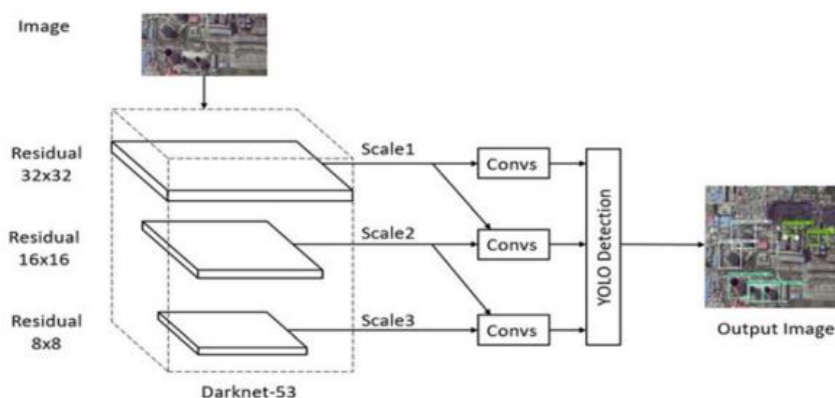 Image
Residual
32x32
Scale1
Convs
Residual
16x16
Scale2
Convs
YOLO Detection
Residual
8x8
Scale3
Convs
Output Image
Darknet-53